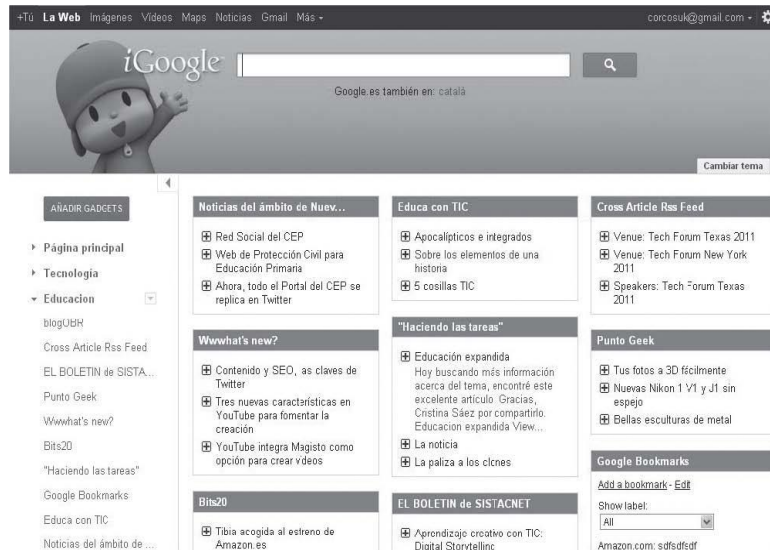 +Tú La Web Imágenes Vídeos Maps Noticias Gmail Más
corcosuk@gmail.com
iGoogle
Google.es también en: català
Cambiar tema
AÑADIR GADGETS
Página principal
Tecnologia
Educacion
blogUBR
Cross Article Rss Feed
EL BOLETIN de SISTA...
Punto Geek
Wwwhat's new?
Bits20
"Haciendo las tareas"
Google Bookmarks
Educa con TIC
Noticias del ámbito de ...
Noticias del ámbito de Nuev...
Red Social del CEP
Web de Protección Civil para
Educación Primaria
Ahora, todo el Portal del CEP se
replica en Twitter
Wwwhat's new?
Contenido y SEO, as claves de
Twitter
Tres nuevas características en
YouTube para fomentar la
creación
YouTube integra Magisto como
opción para crear vídeos
Bits20
Tibia acogida al estreno de
Amazon.es
Educa con TIC
Apocalípticos e integrados
Sobre los elementos de una
historia
5 cosillas TIC
"Haciendo las tareas"
Educación expandida
Hoy buscando más información
acerca del tema, encontré este
excelente artículo. Gracias,
Cristina Sáez por compartirlo.
Educacion expandida View...
La noticia
La paliza a los clones
EL BOLETIN de SISTACNET
Aprendizaje creativo con TIC:
Digital Storytelling
Cross Article Rss Feed
Venue: Tech Forum Texas 2011
Venue: Tech Forum New York
2011
Speakers: Tech Forum Texas
2011
Punto Geek
Tus fotos a 3D fácilmente
Nuevas Nikon 1 V1 y J1 sin
espejo
Bellas esculturas de metal
Google Bookmarks
Add a bookmark - Edit
Show label:
All
Amazon.com: sdfsdfsdf